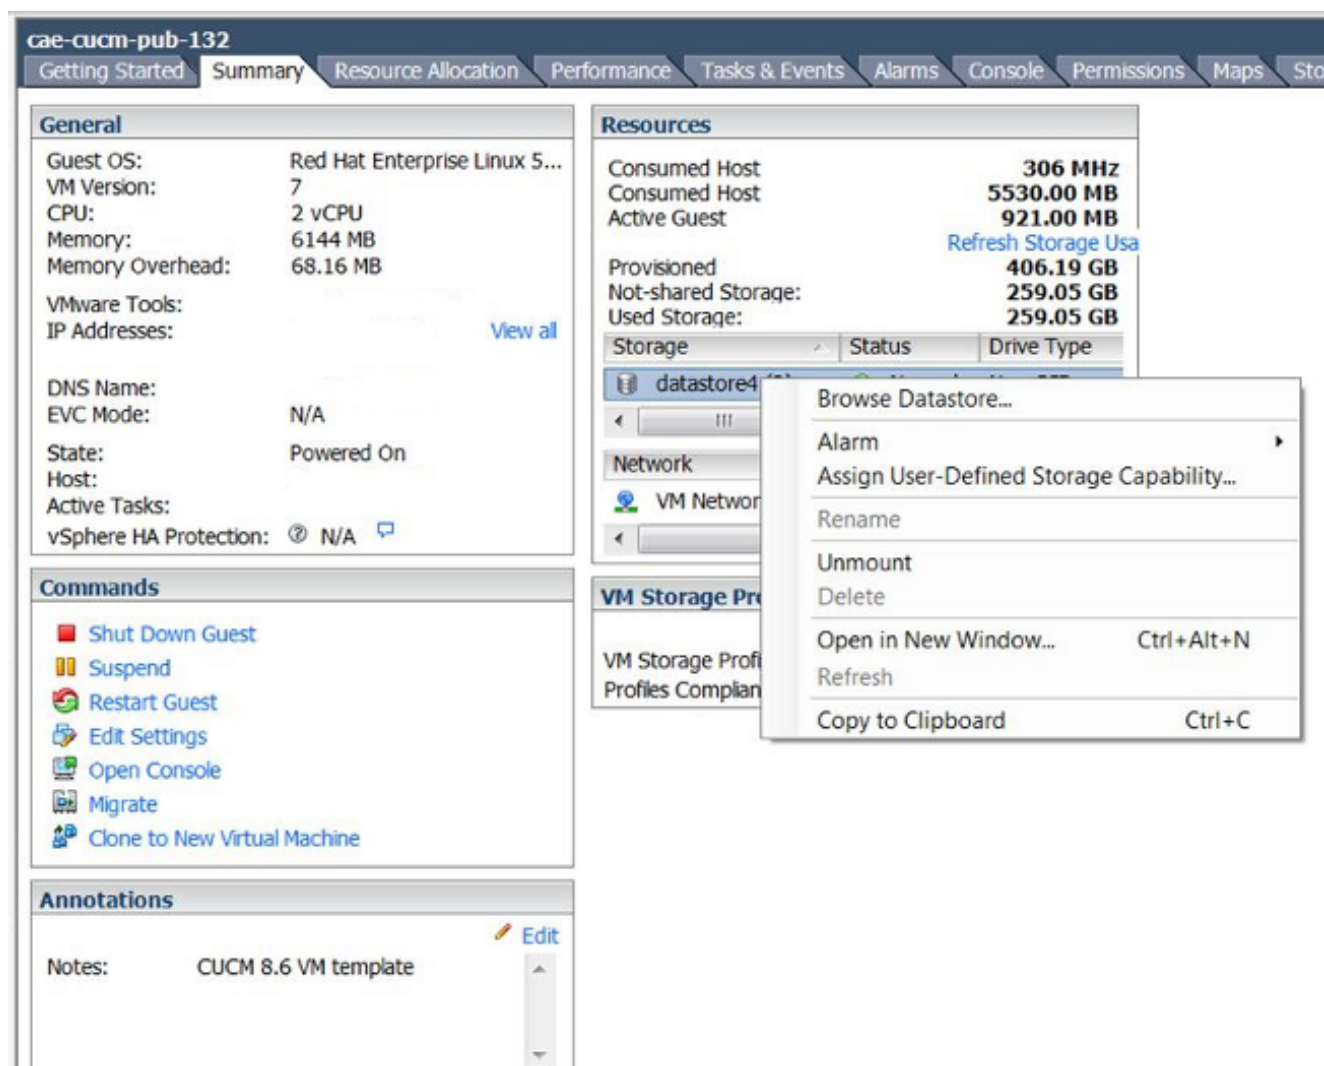 cae-cucm-pub-132
Getting Started Summary Resource Allocation Performance Tasks & Events Alarms Console Permissions Maps Sto
General
Guest OS: Red Hat Enterprise Linux 5...
VM Version: 7
CPU: 2 vCPU
Memory: 6144 MB
Memory Overhead: 68.16 MB
VMware Tools:
IP Addresses: View all
DNS Name:
EVC Mode: N/A
State: Powered On
Host:
Active Tasks:
vSphere HA Protection: N/A
Commands
Shut Down Guest
Suspend
Restart Guest
Edit Settings
Open Console
Migrate
Clone to New Virtual Machine
Annotations
Edit
Notes: CUCM 8.6 VM template
Resources
Consumed Host 306 MHz
Consumed Host 5530.00 MB
Active Guest 921.00 MB
Refresh Storage Usa
Provisioned 406.19 GB
Not-shared Storage: 259.05 GB
Used Storage: 259.05 GB
Storage Status Drive Type
datastore4
Network
VM Networ
VM Storage Pr
VM Storage Profi
Profiles Complian
Browse Datastore...
Alarm
Assign User-Defined Storage Capability...
Rename
Unmount
Delete
Open in New Window... Ctrl+Alt+N
Refresh
Copy to Clipboard Ctrl+C